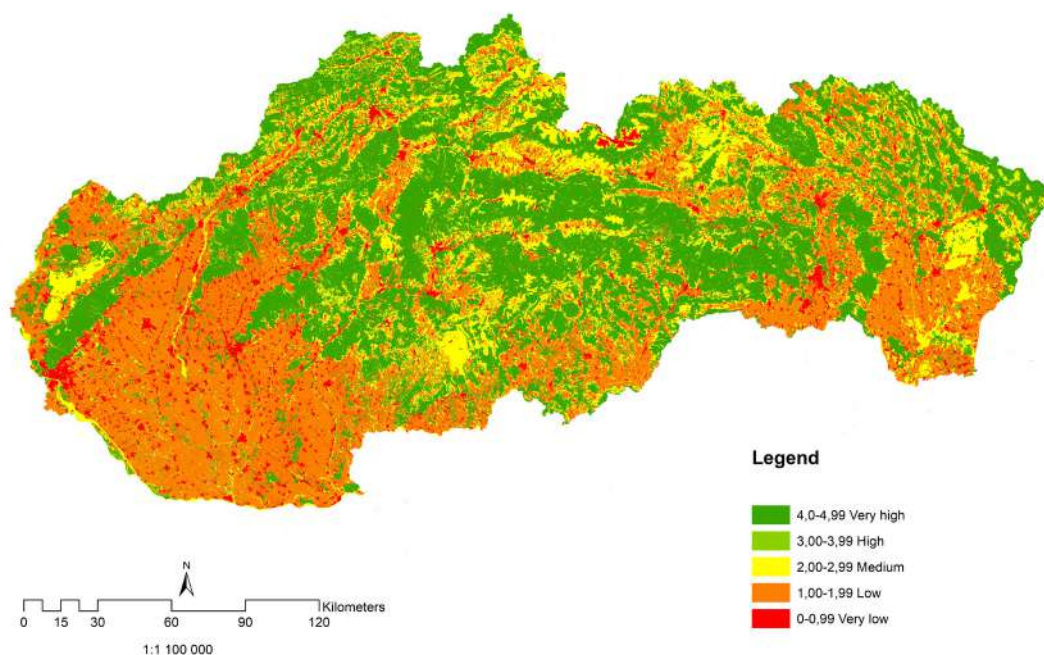 Legend
4,0-4,99 Very high
3,00-3,99 High
2,00-2,99 Medium
1,00-1,99 Low
0-0,99 Very low
N
Kilometers
0 15 30 60 90 120
1:1 100 000